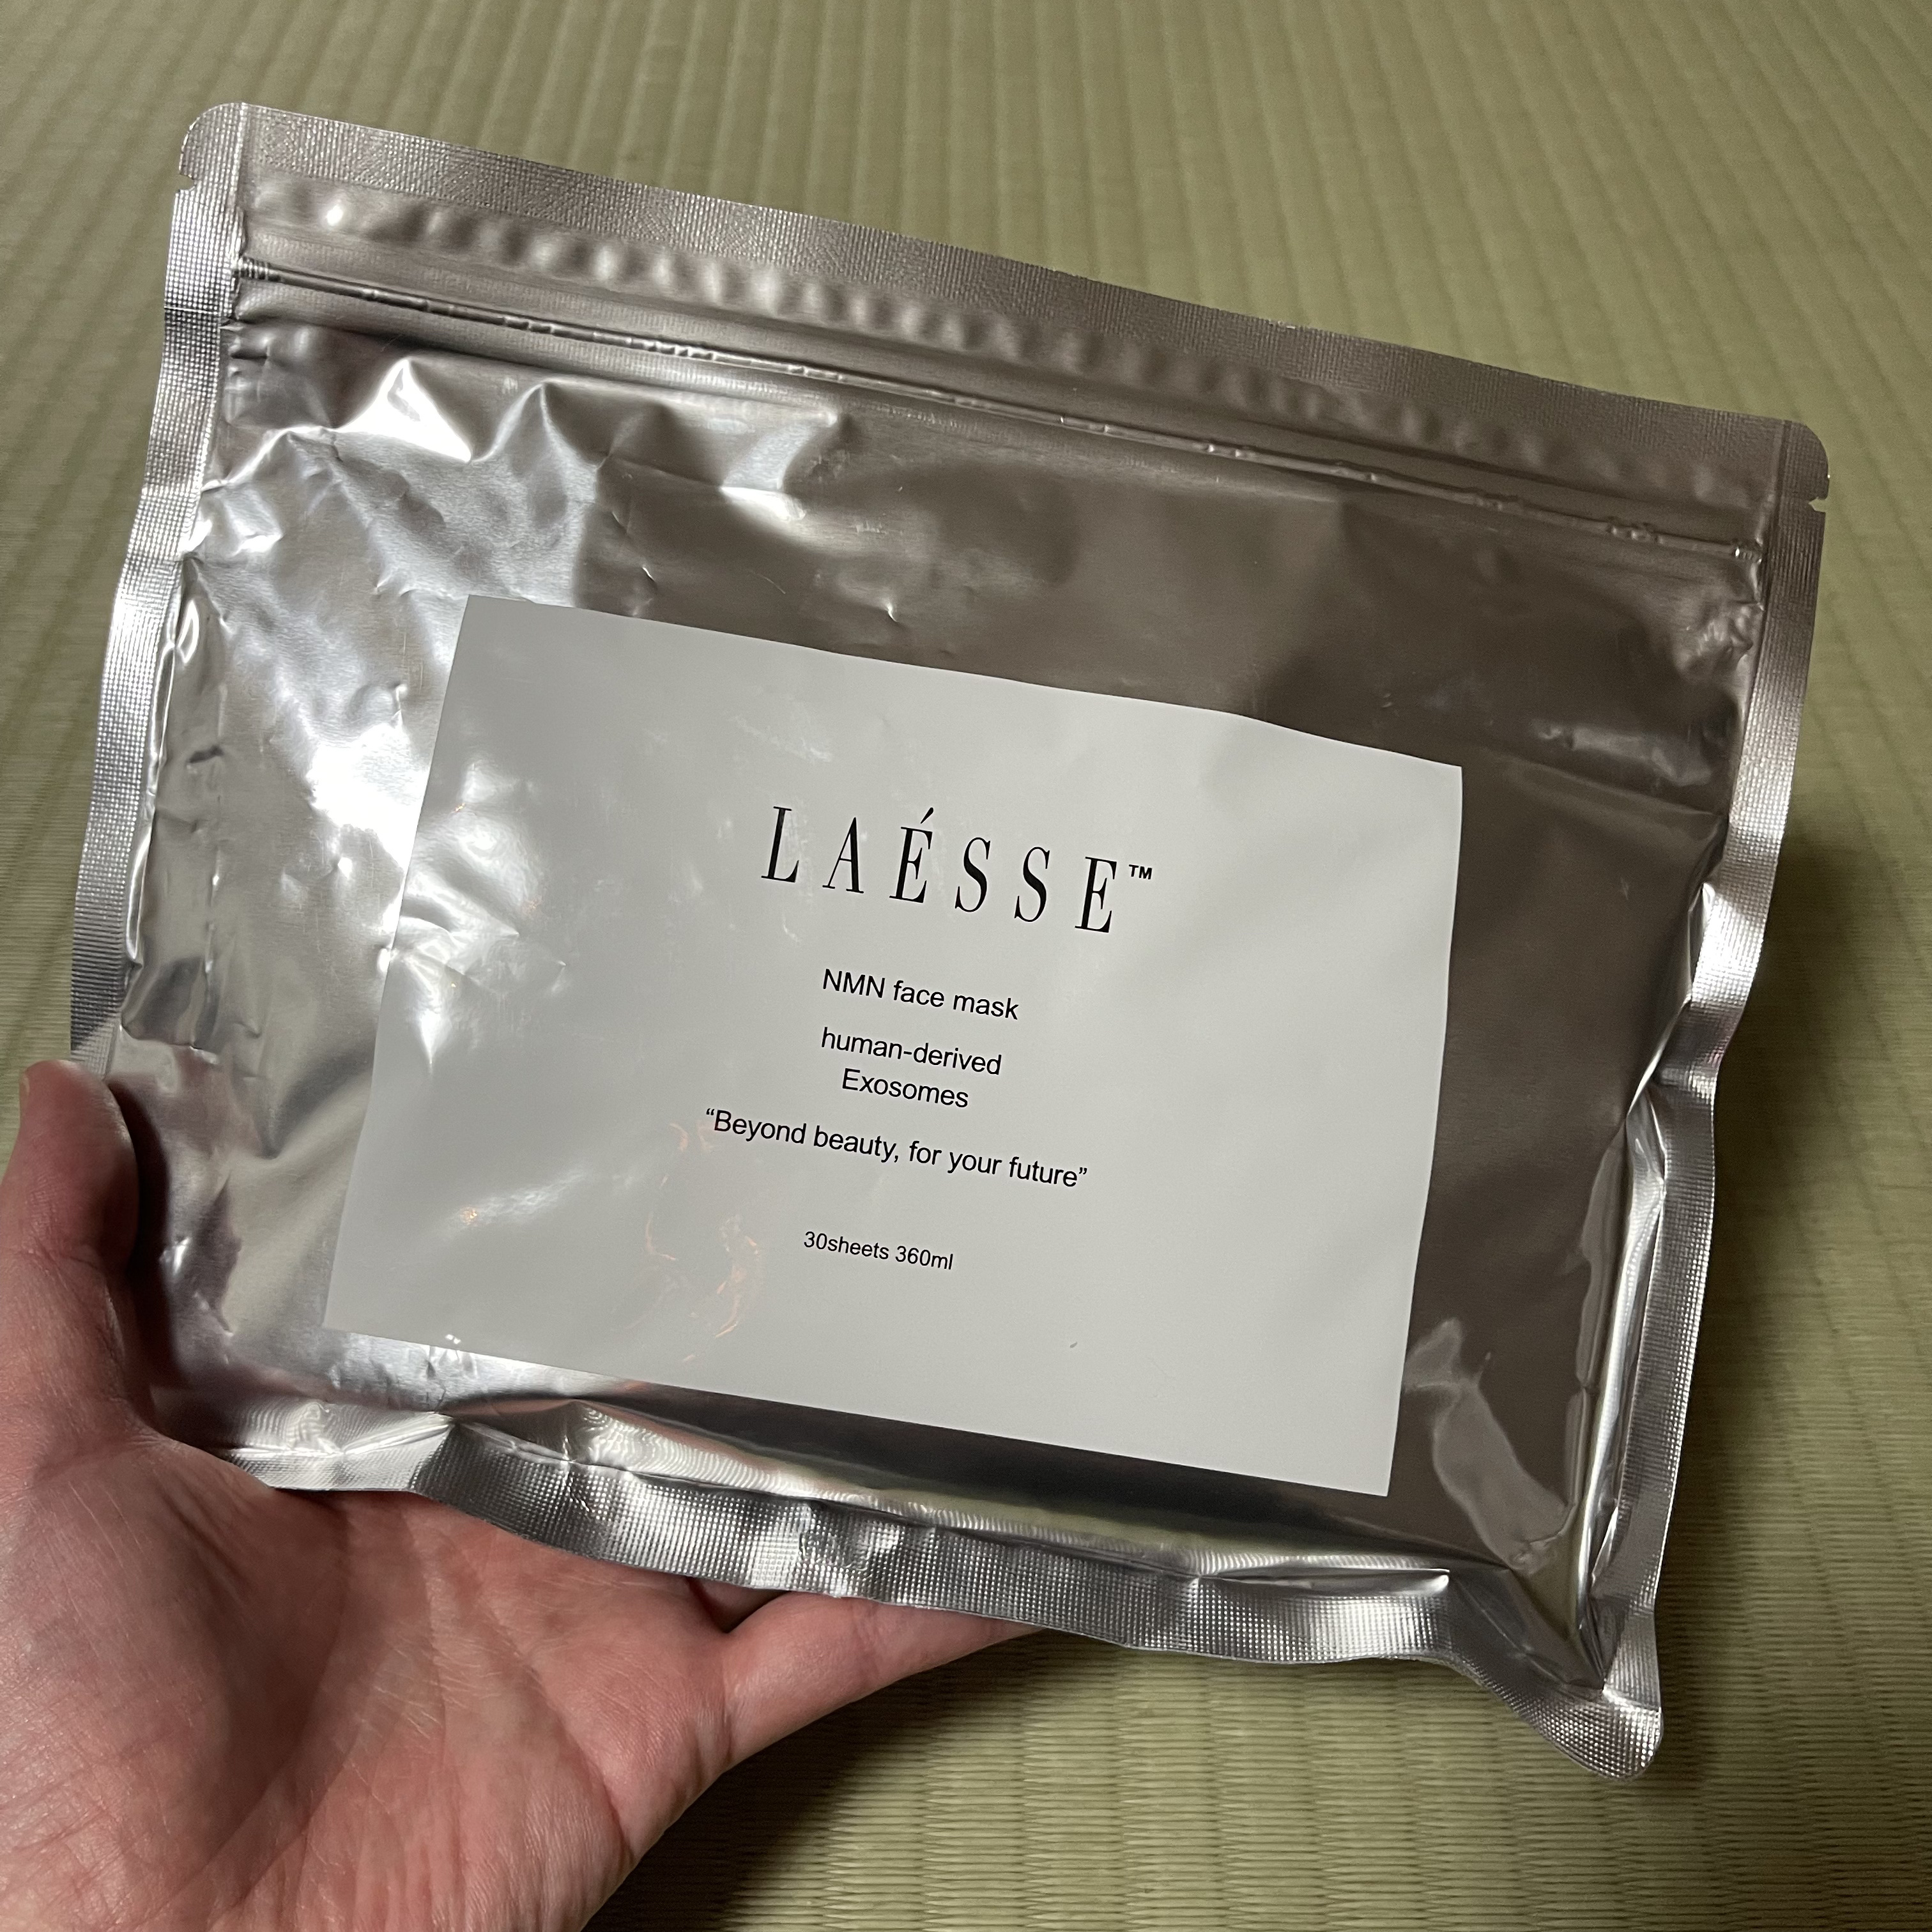 LAÉSSE™
NMN face mask
human-derived
Exosomes
“Beyond beauty, for your future”
30sheets 360ml